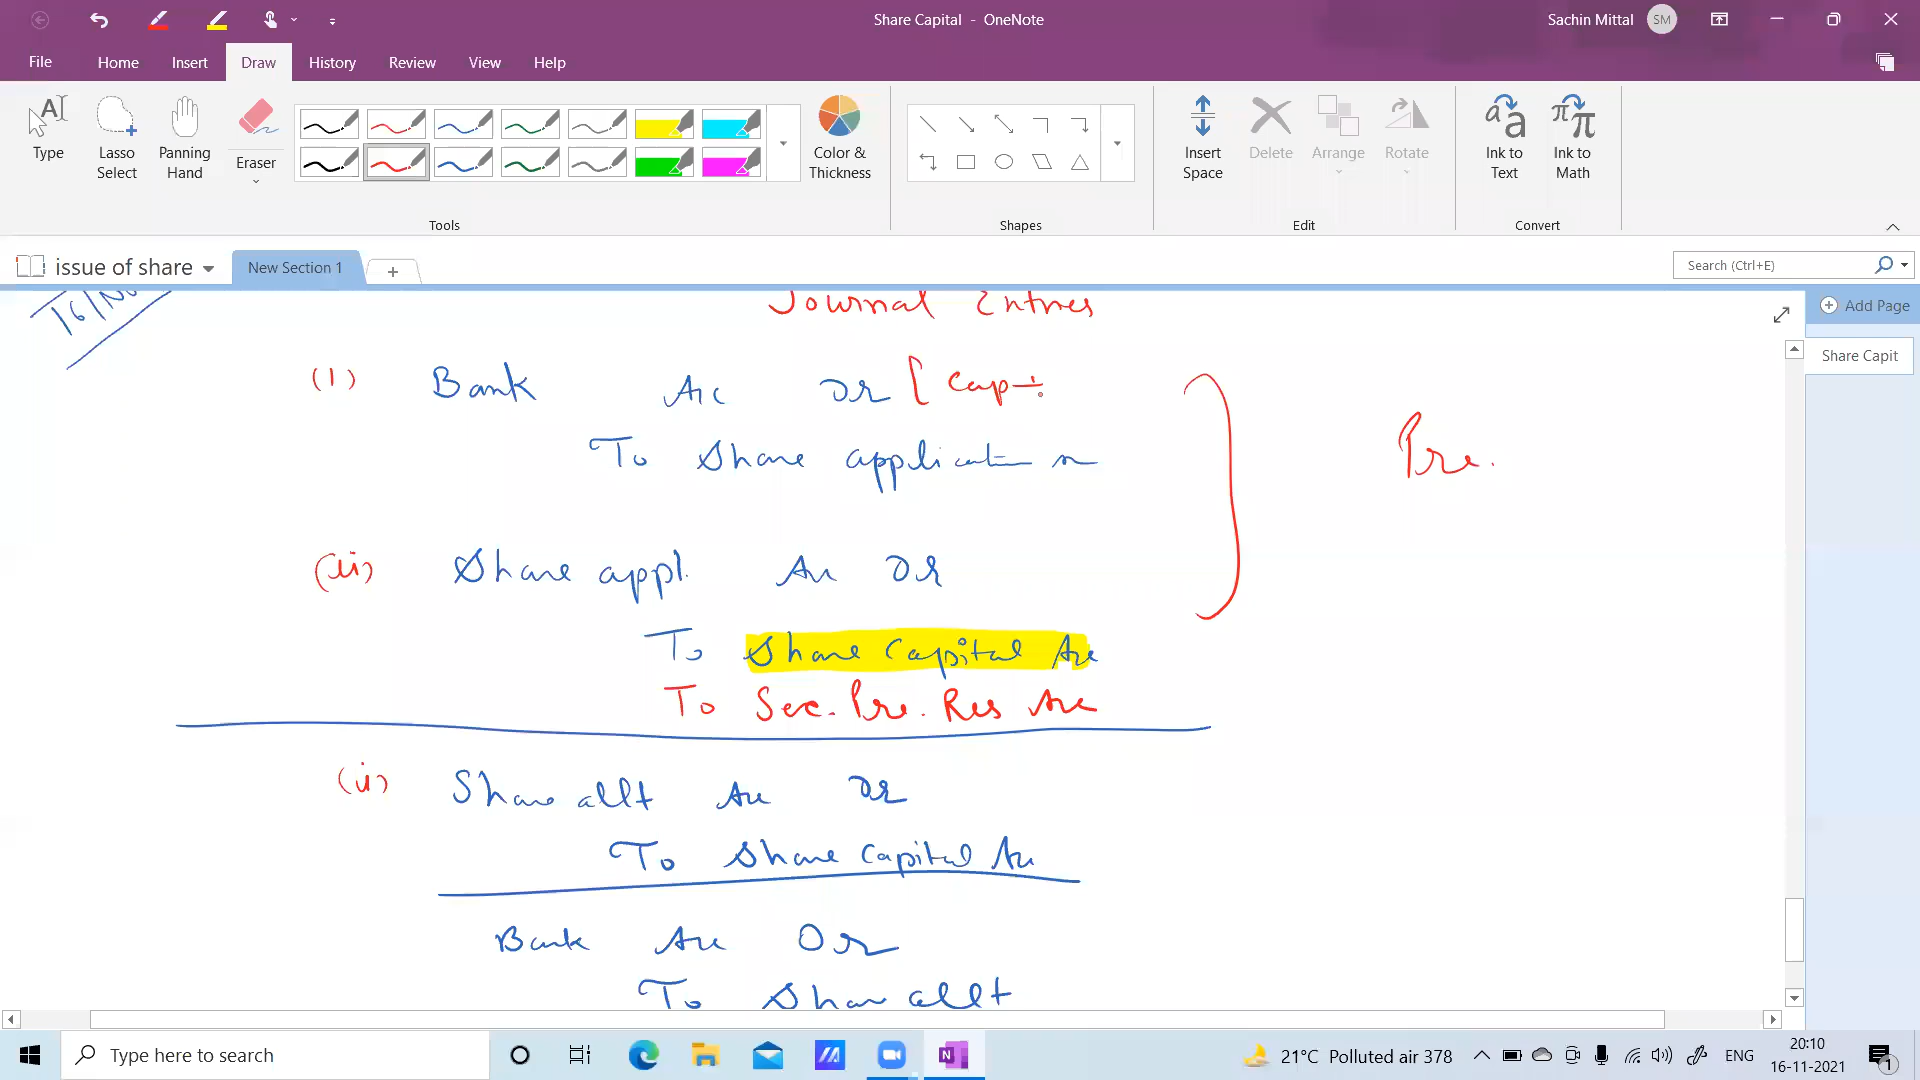 Share Capital - OneNote
Sachin Mittal SM
File Home Insert Draw History Review View Help
Type
Lasso Select
Panning Hand
Eraser
Color & Thickness
Insert Space
Delete
Arrange
Rotate
Ink to Text
Ink to Math
Tools Shapes Edit Convert
issue of share New Section 1 + Search (Ctrl+E)
Add Page
Share Capit
Journal Entries
(i) Bank A/c Dr [ Cap+
To Share application
Pre.
(ii) Share appl. A/c Dr
To Share Capital A/c
To Sec. Pre. Res A/c
(ii) Share allt A/c Dr
To Share Capital A/c
Bank A/c Dr
To Share allt
Type here to search
21°C Polluted air 378 ENG
20:10
16-11-2021
1